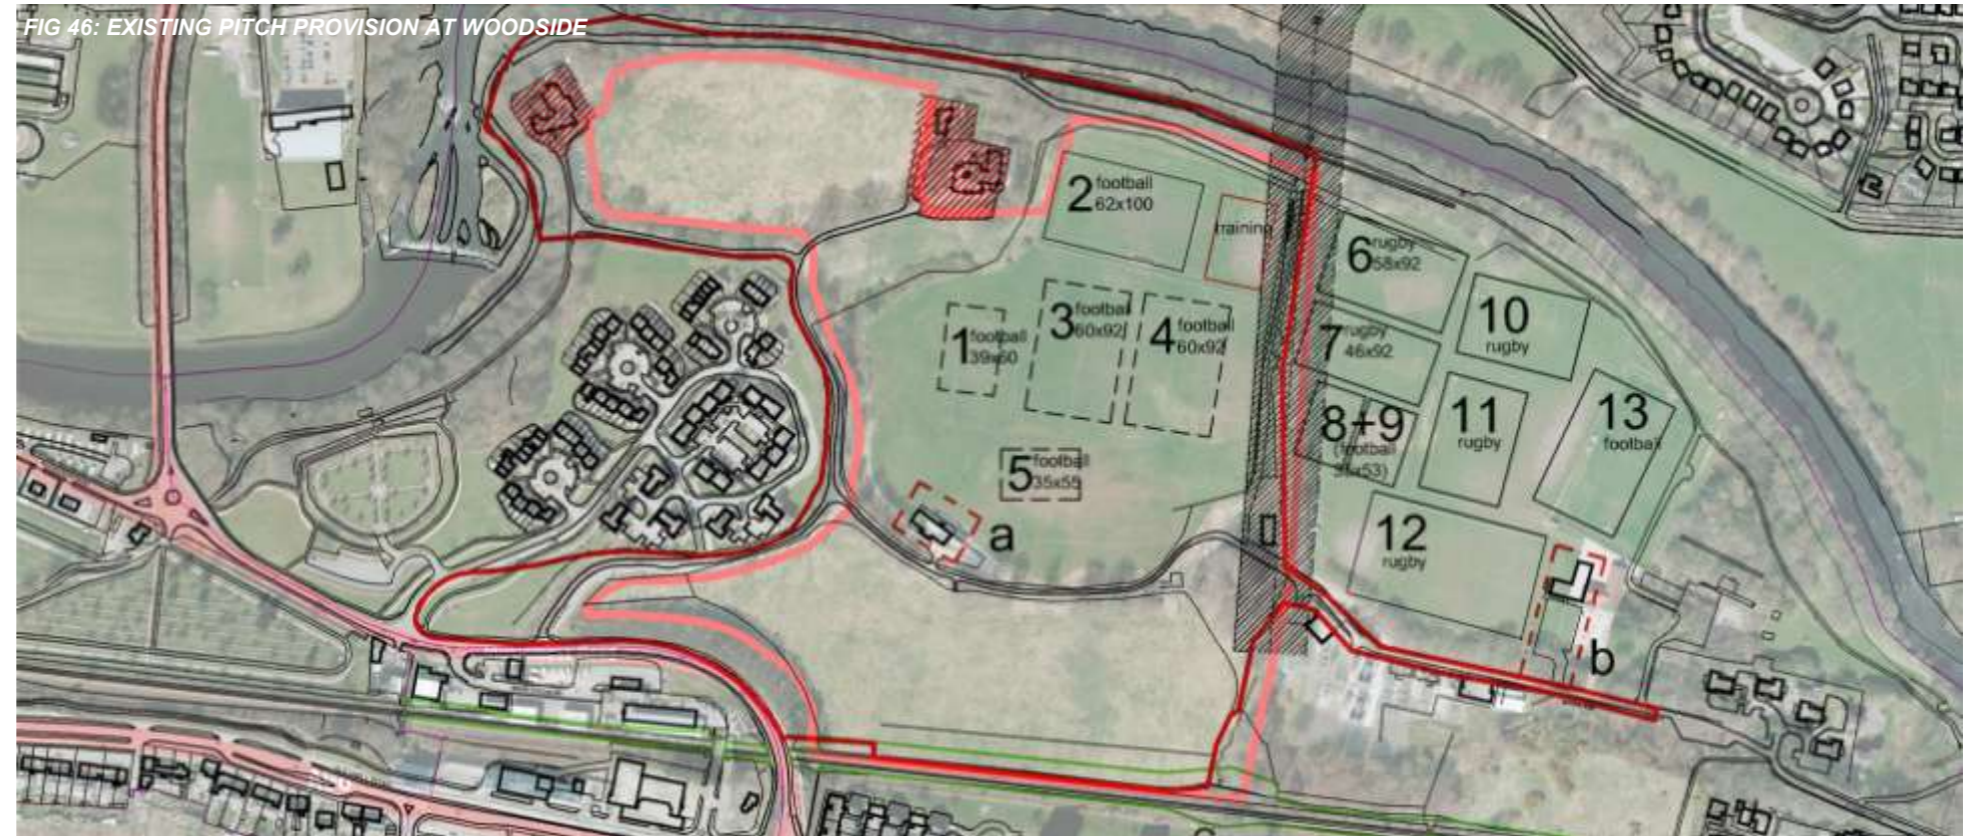 FIG 46: EXISTING PITCH PROVISION AT WOODSIDE
2 football
62x100
training
6 rugby
58x92
10
rugby
1 football
39x60
3 football
60x92
4 football
60x92
7 rugby
46x92
5 football
35x55
8+9
(football
11
rugby
13
football
a
12
rugby
b